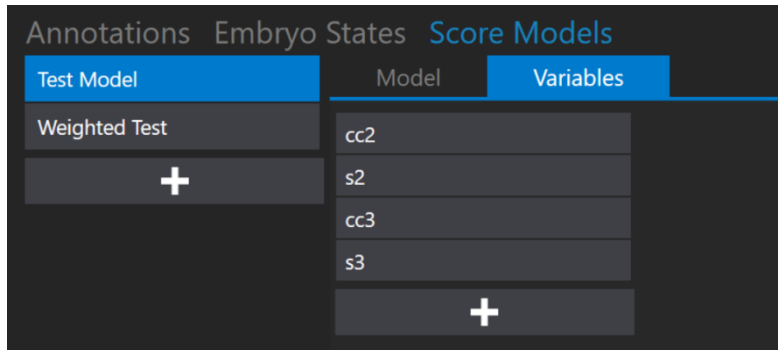 Annotations Embryo States Score Models
Test Model
Weighted Test
Model Variables
cc2
s2
cc3
s3